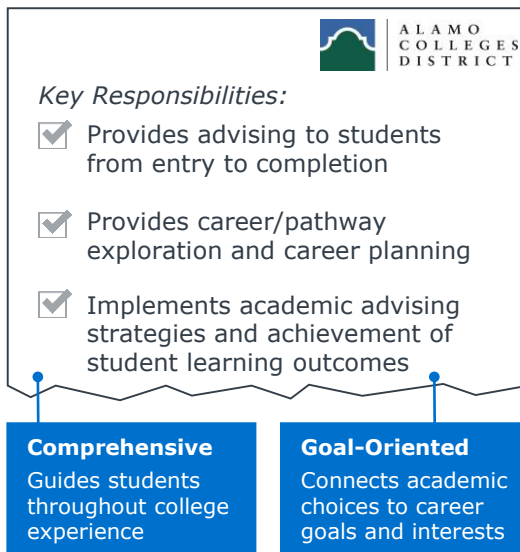 ALAMO
COLLEGES
DISTRICT
Key Responsibilities:
Provides advising to students
from entry to completion
Provides career/pathway
exploration and career planning
Implements academic advising
strategies and achievement of
student learning outcomes
Comprehensive
Guides students
throughout college
experience
Goal-Oriented
Connects academic
choices to career
goals and interests